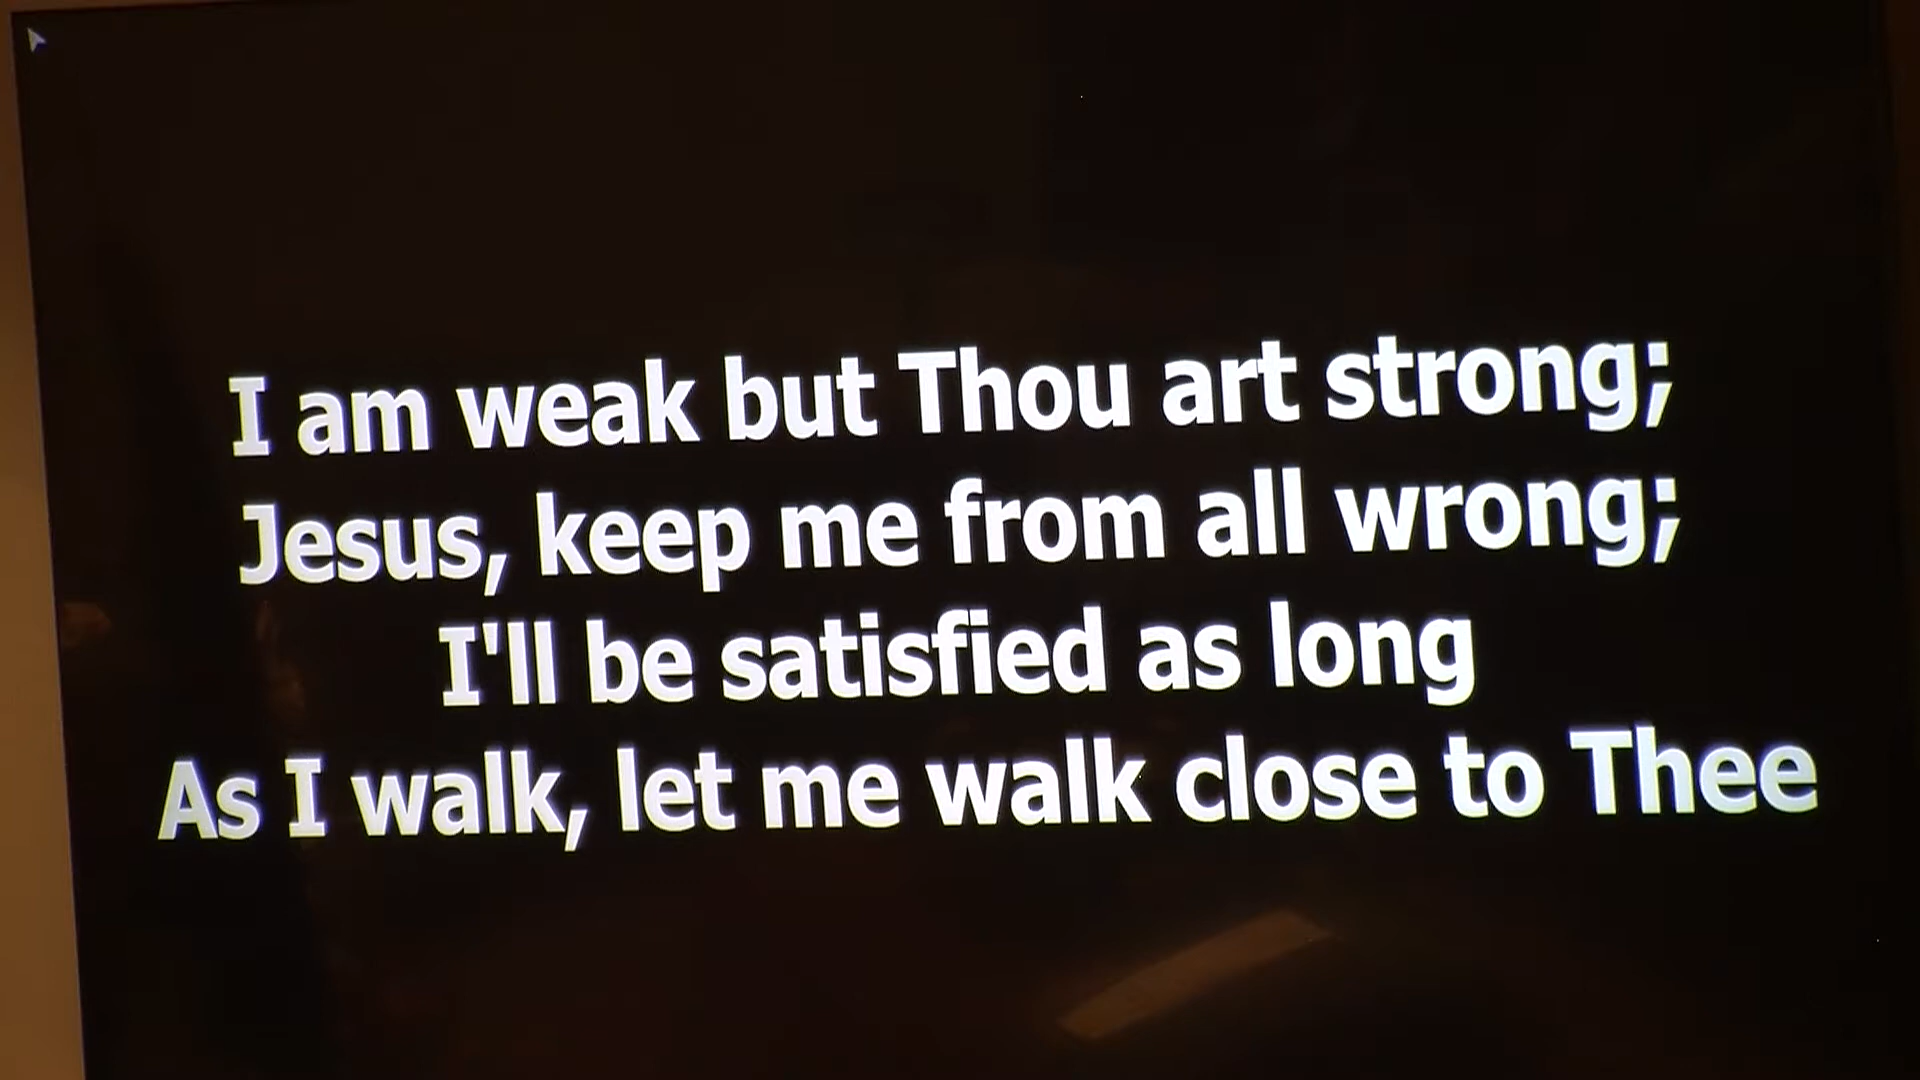 I am weak but Thou art strong;
Jesus, keep me from all wrong;
I'll be satisfied as long
As I walk, let me walk close to Thee